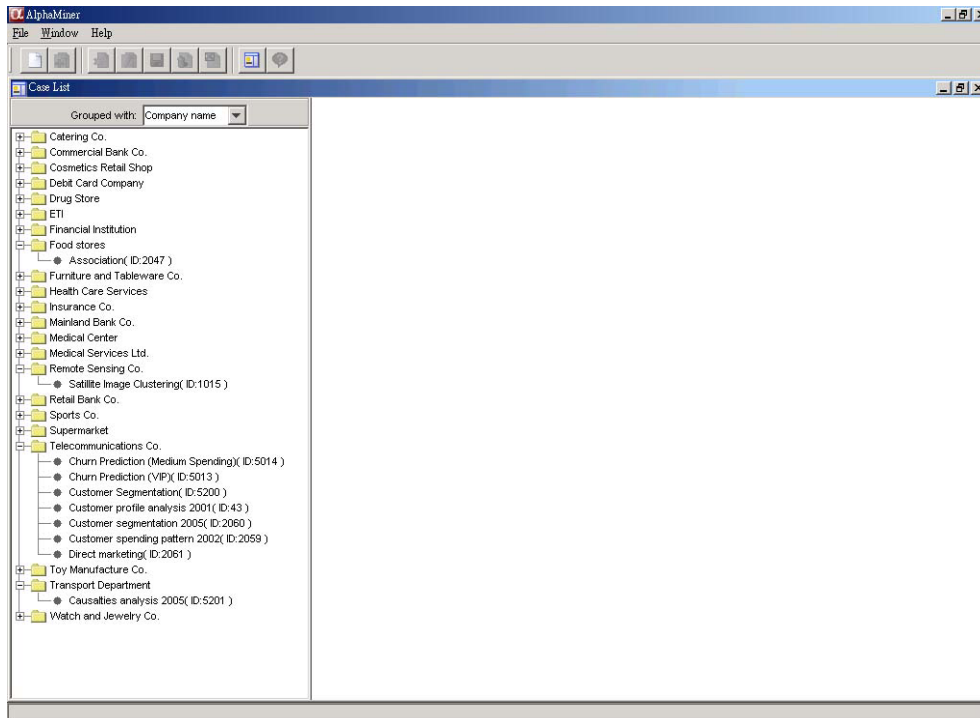 AlphaMiner
File Window Help
Case List
Grouped with: Company name
Catering Co.
Commercial Bank Co.
Cosmetics Retail Shop
Debit Card Company
Drug Store
ETI
Financial Institution
Food stores
Association( ID:2047 )
Furniture and Tableware Co.
Health Care Services
Insurance Co.
Mainland Bank Co.
Medical Center
Medical Services Ltd.
Remote Sensing Co.
Satillite Image Clustering( ID:1015 )
Retail Bank Co.
Sports Co.
Supermarket
Telecommunications Co.
Churn Prediction (Medium Spending)( ID:5014 )
Churn Prediction (VIP)( ID:5013 )
Customer Segmentation( ID:5200 )
Customer profile analysis 2001( ID:43 )
Customer segmentation 2005( ID:2060 )
Customer spending pattern 2002( ID:2059 )
Direct marketing( ID:2061 )
Toy Manufacture Co.
Transport Department
Causalties analysis 2005( ID:5201 )
Watch and Jewelry Co.